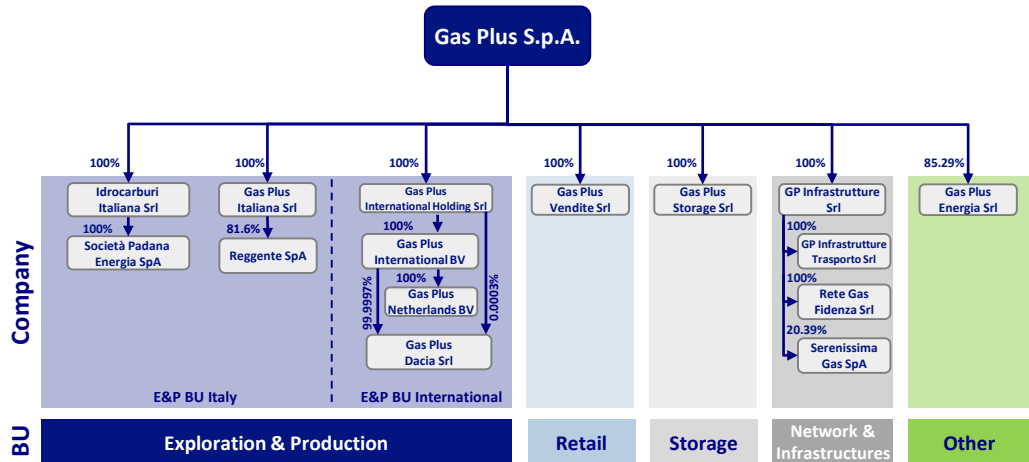 Gas Plus S.p.A.
100%
100%
100%
100%
100%
100%
85.29%
Company
Idrocarburi
Italiana Srl
100%
Società Padana
Energia SpA
Gas Plus
Italiana Srl
81.6%
Reggente SpA
Gas Plus
International Holding Srl
100%
Gas Plus
International BV
100%
Gas Plus
Netherlands BV
99.9997%
0.0003%
Gas Plus
Dacia Srl
Gas Plus
Vendite Srl
Gas Plus
Storage Srl
GP Infrastrutture
Srl
100%
GP Infrastrutture
Trasporto Srl
100%
Rete Gas
Fidenza Srl
20.39%
Serenissima
Gas SpA
Gas Plus
Energia Srl
E&P BU Italy
E&P BU International
BU
Exploration & Production
Retail
Storage
Network &
Infrastructures
Other